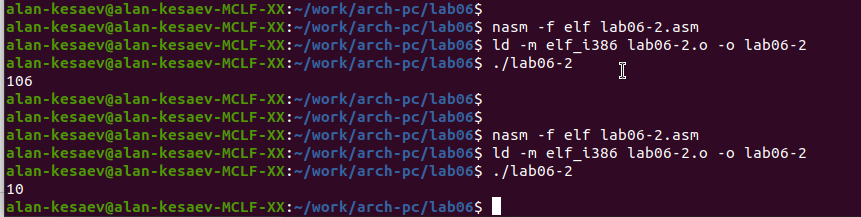 alan-kesaev@alan-kesaev-MCLF-XX:~/work/arch-pc/lab06$
alan-kesaev@alan-kesaev-MCLF-XX:~/work/arch-pc/lab06$ nasm -f elf lab06-2.asm
alan-kesaev@alan-kesaev-MCLF-XX:~/work/arch-pc/lab06$ ld -m elf_i386 lab06-2.o -o lab06-2
alan-kesaev@alan-kesaev-MCLF-XX:~/work/arch-pc/lab06$ ./lab06-2
106
alan-kesaev@alan-kesaev-MCLF-XX:~/work/arch-pc/lab06$
alan-kesaev@alan-kesaev-MCLF-XX:~/work/arch-pc/lab06$
alan-kesaev@alan-kesaev-MCLF-XX:~/work/arch-pc/lab06$ nasm -f elf lab06-2.asm
alan-kesaev@alan-kesaev-MCLF-XX:~/work/arch-pc/lab06$ ld -m elf_i386 lab06-2.o -o lab06-2
alan-kesaev@alan-kesaev-MCLF-XX:~/work/arch-pc/lab06$ ./lab06-2
10
alan-kesaev@alan-kesaev-MCLF-XX:~/work/arch-pc/lab06$